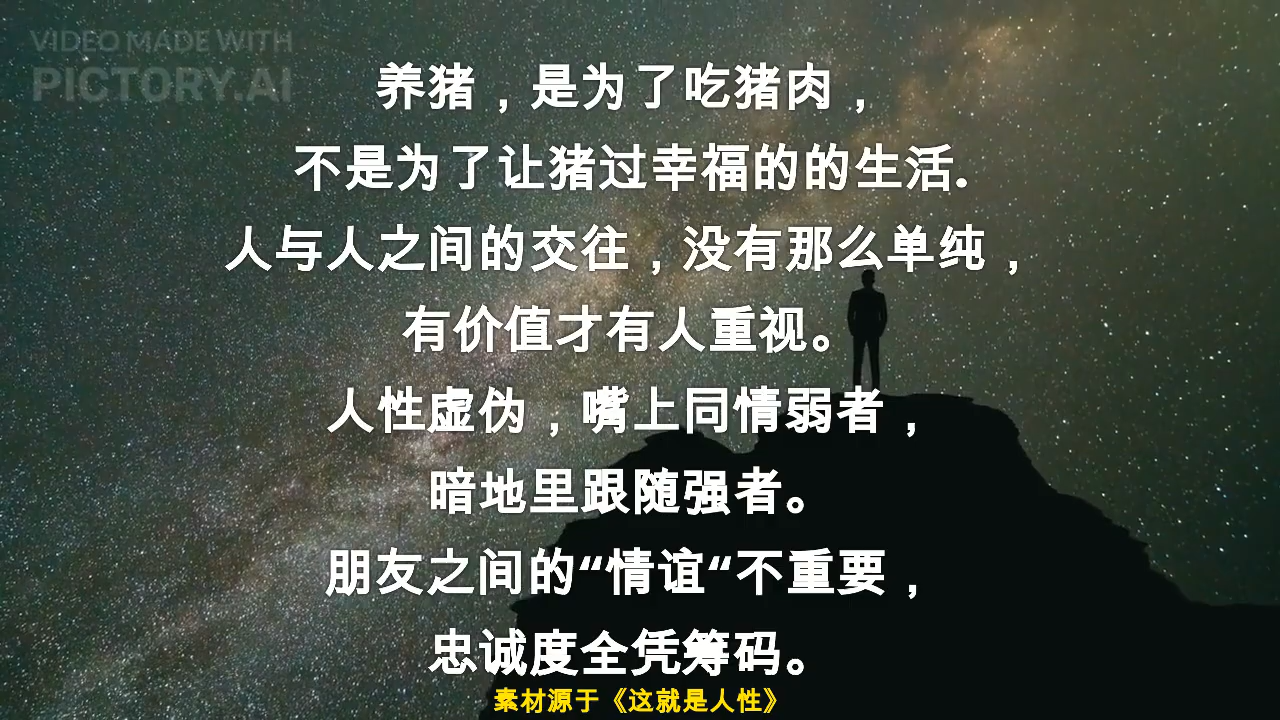 VIDEO MADE WITH
PICTORY.AI
养猪，是为了吃猪肉，
不是为了让猪过幸福的的生活.
人与人之间的交往，没有那么单纯，
有价值才有人重视。
人性虚伪，嘴上同情弱者，
暗地里跟随强者。
朋友之间的“情谊“不重要，
忠诚度全凭筹码。
素材源于《这就是人性》